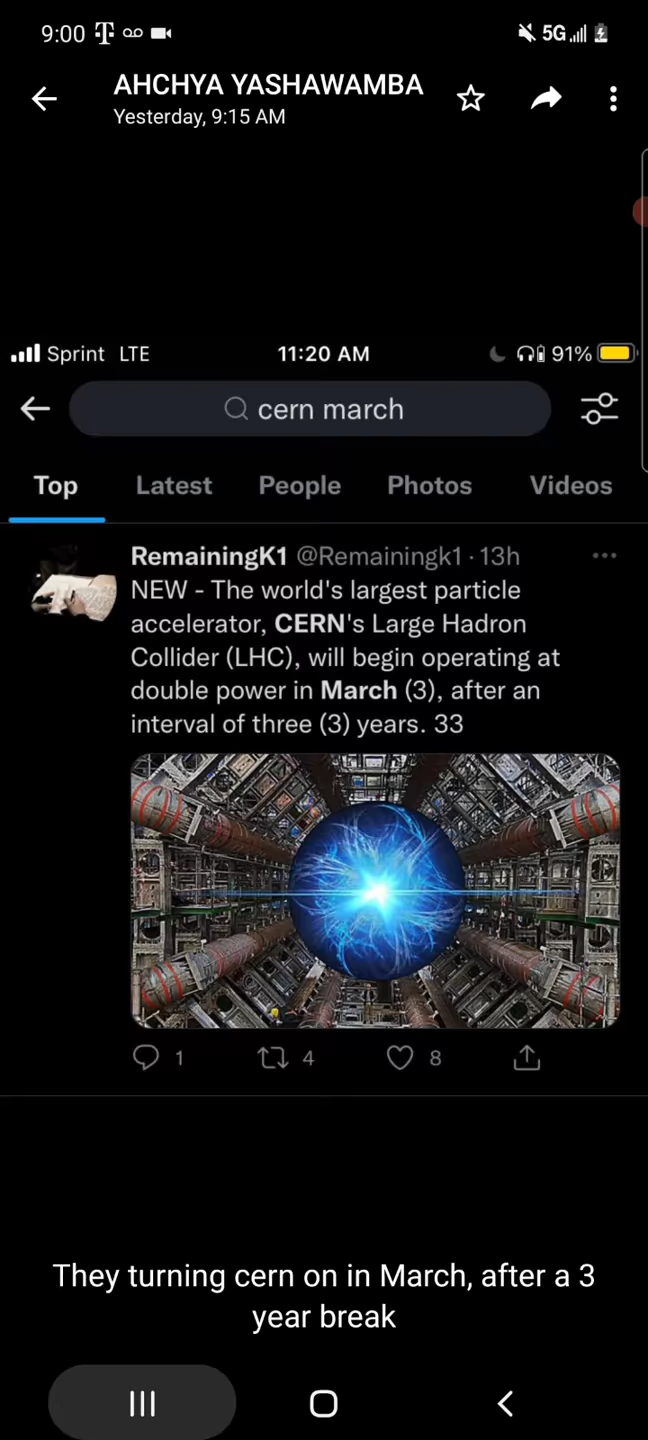 9:00
5G
AHCHYA YASHAWAMBA
Yesterday, 9:15 AM
Sprint LTE
11:20 AM
91%
cern march
Top
Latest
People
Photos
Videos
RemainingK1 @Remainingk1 · 13h
NEW - The world's largest particle
accelerator, CERN's Large Hadron
Collider (LHC), will begin operating at
double power in March (3), after an
interval of three (3) years. 33
1
4
8
They turning cern on in March, after a 3
year break